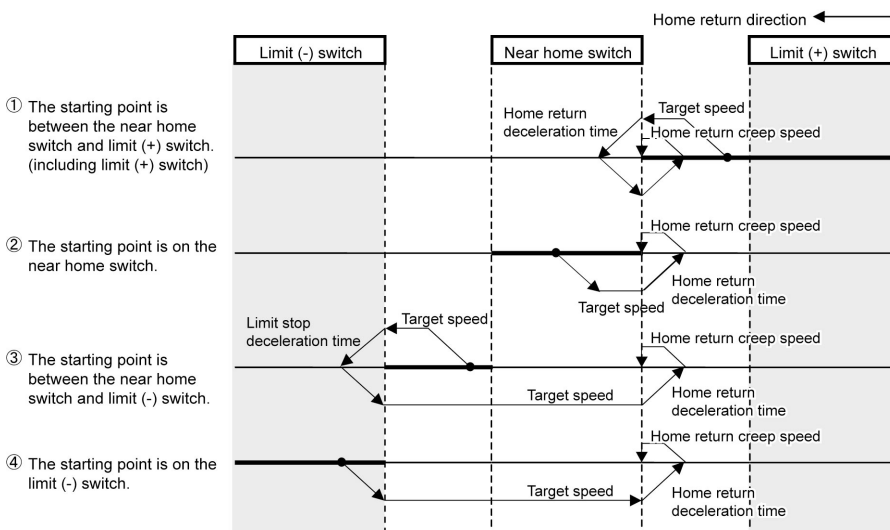 Home return direction
Limit (-) switch
Near home switch
Limit (+) switch
① The starting point is
between the near home
switch and limit (+) switch.
(including limit (+) switch)
Home return
deceleration time
Target speed
Home return creep speed
② The starting point is on the
near home switch.
Home return creep speed
Target speed
Home return
deceleration time
③ The starting point is
between the near home
switch and limit (-) switch.
Limit stop
deceleration time
Target speed
Home return creep speed
Target speed
Home return
deceleration time
④ The starting point is on the
limit (-) switch.
Home return creep speed
Target speed
Home return
deceleration time